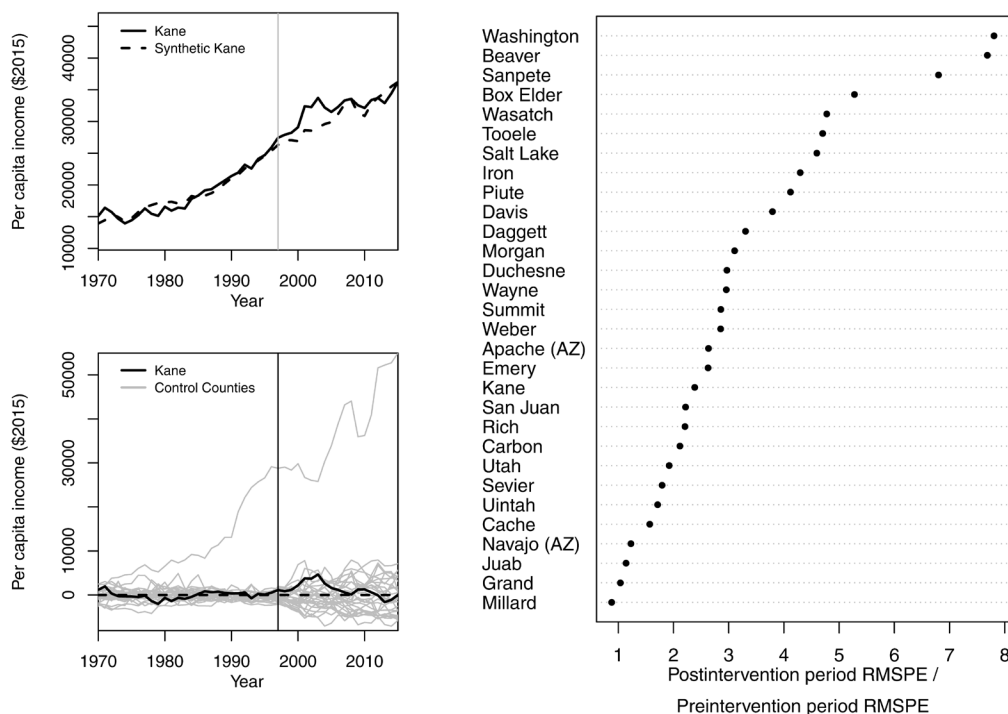 Per capita income ($2015)
40000
30000
20000
10000
Kane
Synthetic Kane
1970 1980 1990 2000 2010
Year
Per capita income ($2015)
50000
30000
10000
0
Kane
Control Counties
1970 1980 1990 2000 2010
Year
Washington
Beaver
Sanpete
Box Elder
Wasatch
Tooele
Salt Lake
Iron
Piute
Davis
Daggett
Morgan
Duchesne
Wayne
Summit
Weber
Apache (AZ)
Emery
Kane
San Juan
Rich
Carbon
Utah
Sevier
Uintah
Cache
Navajo (AZ)
Juab
Grand
Millard
1 2 3 4 5 6 7 8
Postintervention period RMSPE /
Preintervention period RMSPE